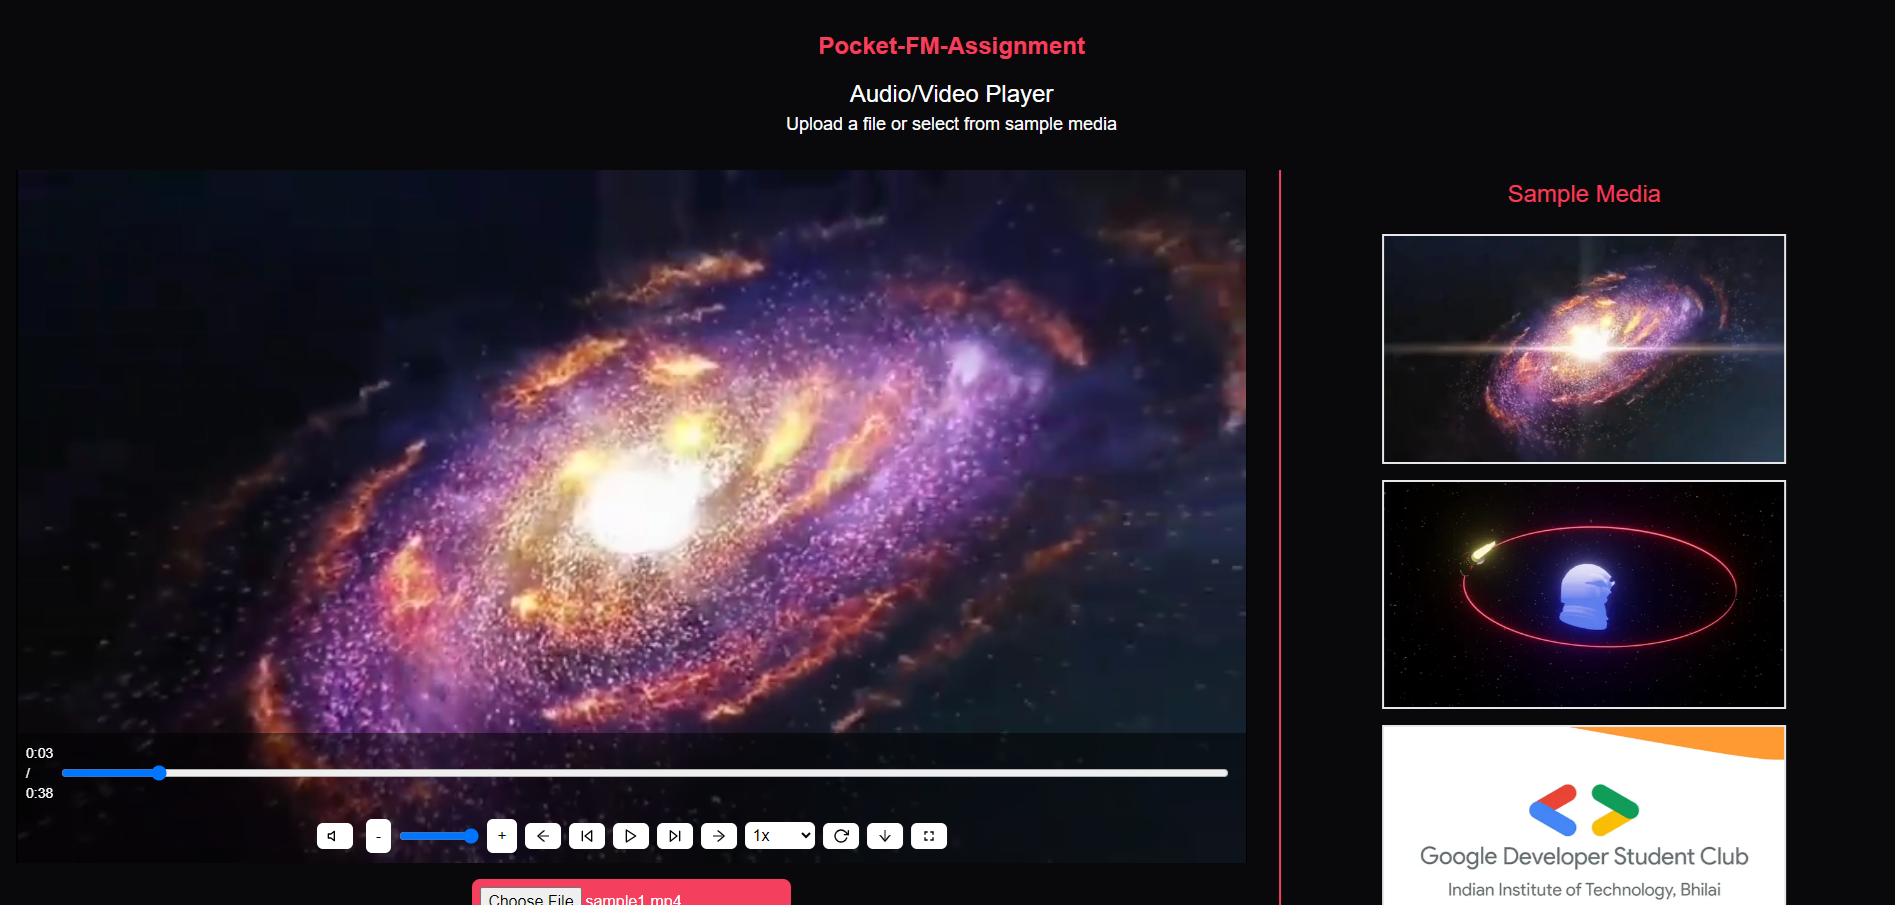 Pocket-FM-Assignment
Audio/Video Player
Upload a file or select from sample media
Sample Media
0:03
/
0:38
-
+
1x
Choose File sample1.mp4
Google Developer Student Club
Indian Institute of Technology, Bhilai